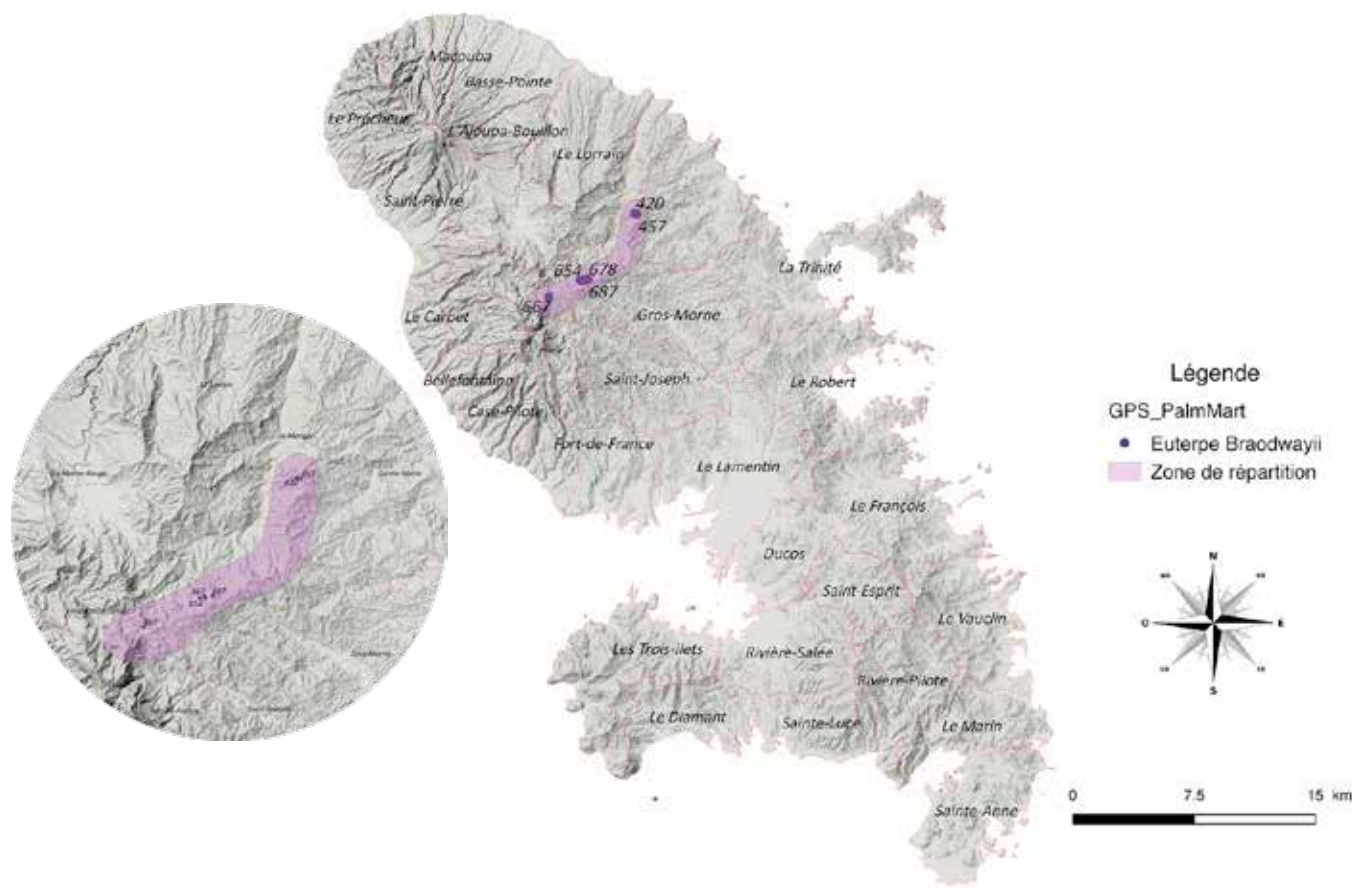 Macouba
Basse-Pointe
Le Prêcheur
L'Ajoupa-Bouillon
Le Lorrain
Saint-Pierre
420
457
La Trinité
654
678
687
667
Le Carbet
Gros-Morne
Bellefontaine
Saint-Joseph
Le Robert
Case-Pilote
Fort-de-France
Le Lamentin
Le François
Ducos
Saint Esprit
Le Vauclin
Les Trois-Ilets
Rivière-Salée
Rivière-Pilote
Le Diamant
Sainte-Luce
Le Marin
Sainte-Anne
Légende
GPS_PalmMart
Euterpe Braodwayii
Zone de répartition
N
O
E
S
0 7.5 15 km